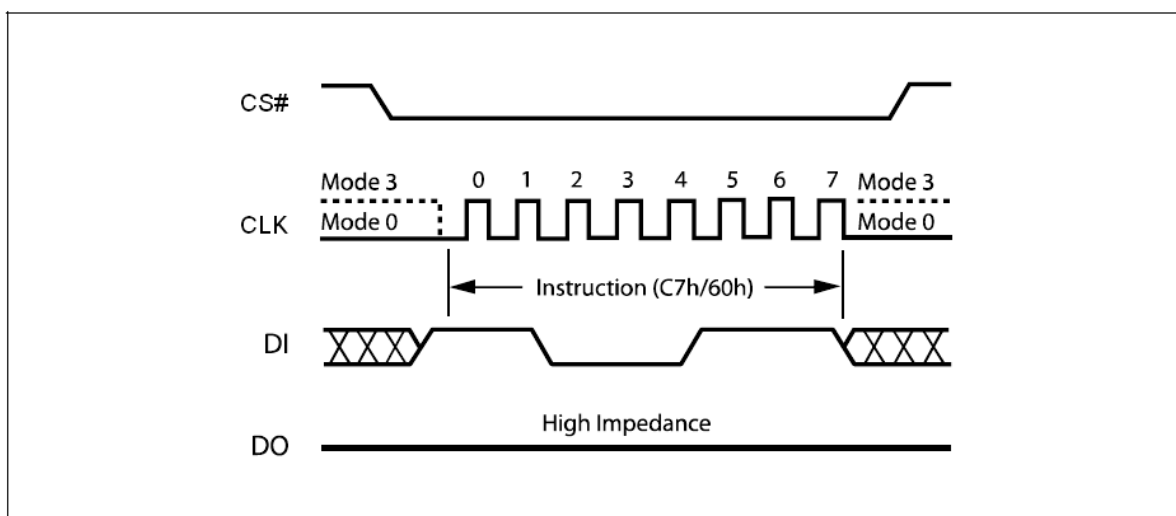 CS#
Mode 3 0 1 2 3 4 5 6 7 Mode 3
CLK Mode 0 Mode 0
Instruction (C7h/60h)
DI
High Impedance
DO